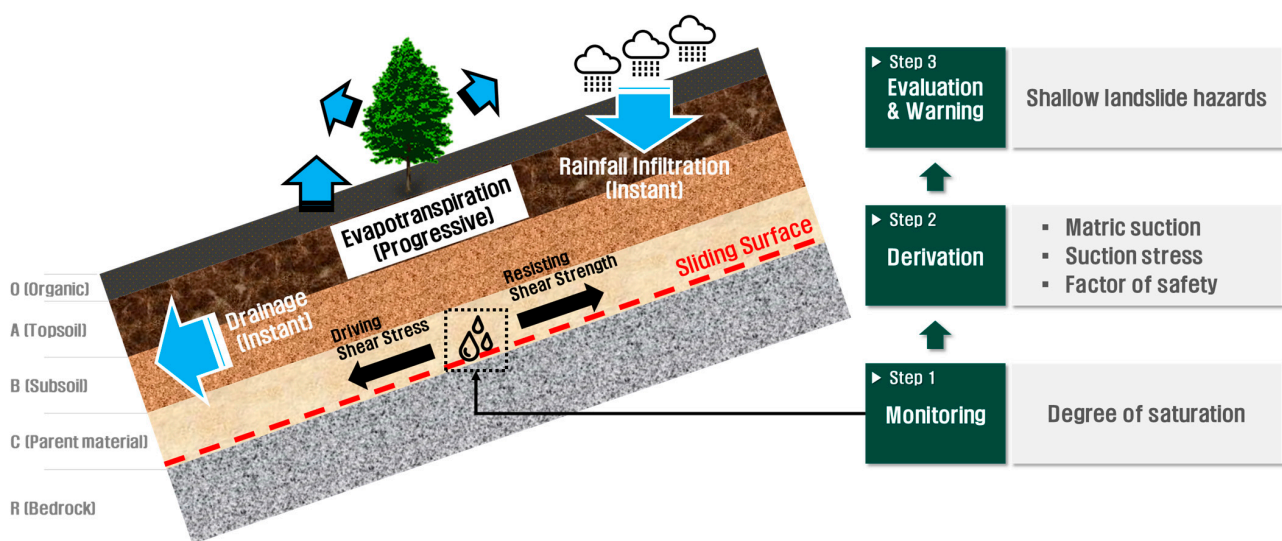 O (Organic)
A (Topsoil)
B (Subsoil)
C (Parent material)
R (Bedrock)
Drainage
(Instant)
Evapotranspiration
(Progressive)
Rainfall Infiltration
(Instant)
Driving
Shear Stress
Resisting
Shear Strength
Sliding Surface
▶ Step 3
Evaluation
& Warning
Shallow landslide hazards
▶ Step 2
Derivation
▪ Matric suction
▪ Suction stress
▪ Factor of safety
▶ Step 1
Monitoring
Degree of saturation